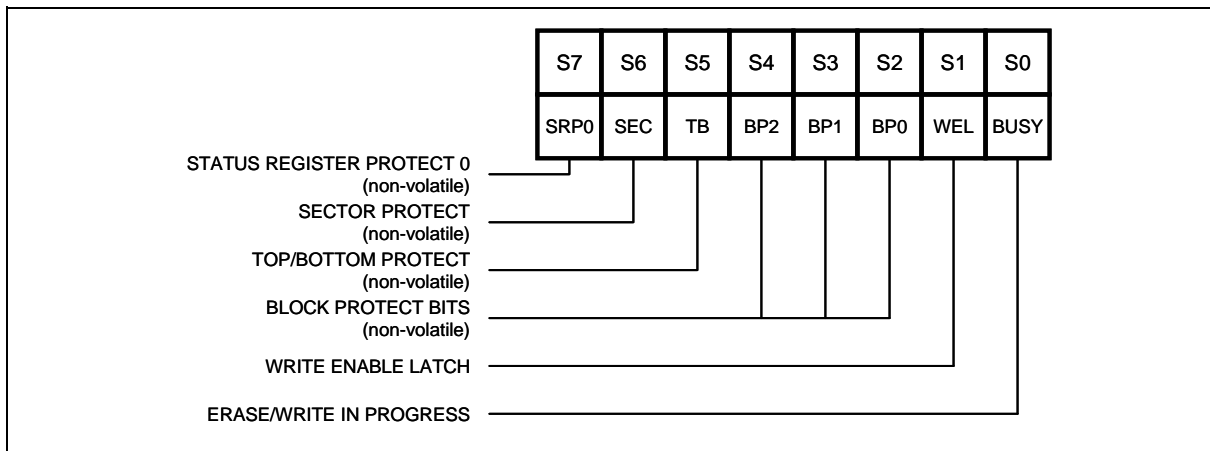 S7 S6 S5 S4 S3 S2 S1 S0
SRP0 SEC TB BP2 BP1 BP0 WEL BUSY
STATUS REGISTER PROTECT 0
(non-volatile)
SECTOR PROTECT
(non-volatile)
TOP/BOTTOM PROTECT
(non-volatile)
BLOCK PROTECT BITS
(non-volatile)
WRITE ENABLE LATCH
ERASE/WRITE IN PROGRESS